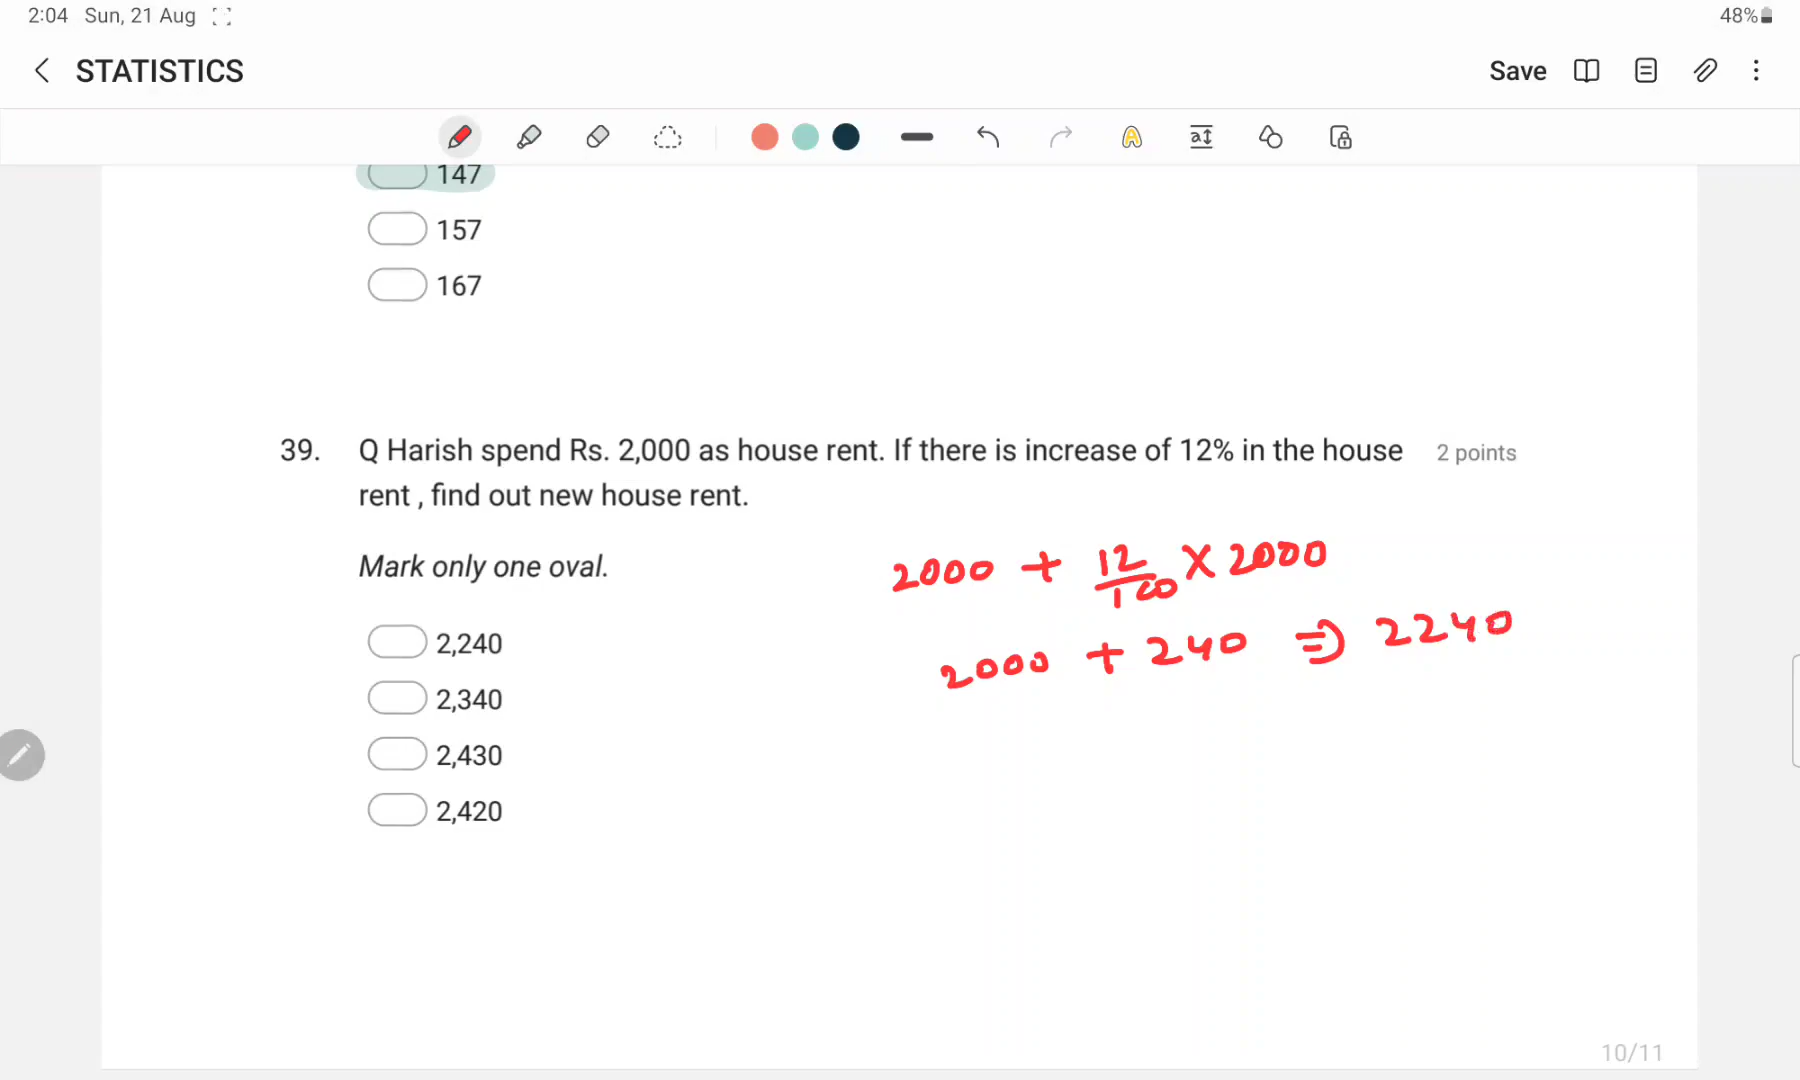 2:04 Sun, 21 Aug 48%
STATISTICS Save
147
157
167
39. Q Harish spend Rs. 2,000 as house rent. If there is increase of 12% in the house 2 points
rent , find out new house rent.
Mark only one oval.
2000 + 12/100 X 2000
2,240
2000 + 240 => 2240
2,340
2,430
2,420
10/11